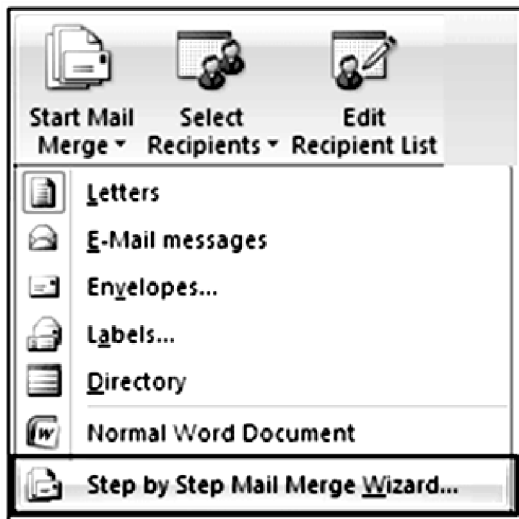 Start Mail Select Edit
Merge Recipients Recipient List
Letters
E-Mail messages
Envelopes...
Labels...
Directory
Normal Word Document
Step by Step Mail Merge Wizard...